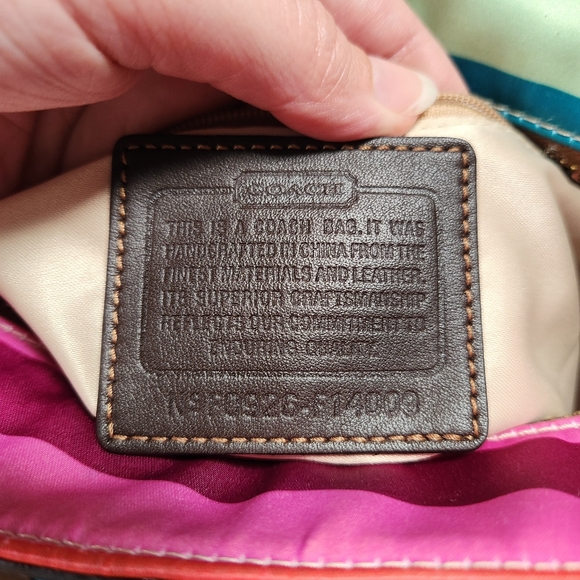 COACH
THIS IS A COACH BAG. IT WAS
HANDCRAFTED IN CHINA FROM THE
FINEST MATERIALS AND LEATHER.
ITS SUPERIOR CRAFTSMANSHIP
REFLECTS OUR COMMITMENT TO
ENDURING QUALITY.